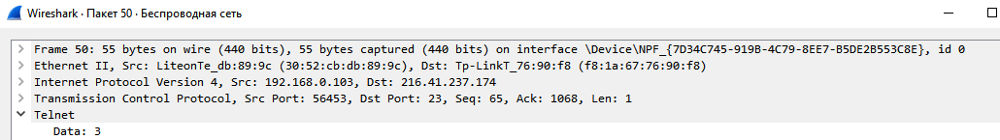 Wireshark · Пакет 50 · Беспроводная сеть
Frame 50: 55 bytes on wire (440 bits), 55 bytes captured (440 bits) on interface \Device\NPF_{7D34C745-919B-4C79-8EE7-B5DE2B553C8E}, id 0
Ethernet II, Src: LiteonTe_db:89:9c (30:52:cb:db:89:9c), Dst: Tp-LinkT_76:90:f8 (f8:1a:67:76:90:f8)
Internet Protocol Version 4, Src: 192.168.0.103, Dst: 216.41.237.174
Transmission Control Protocol, Src Port: 56453, Dst Port: 23, Seq: 65, Ack: 1068, Len: 1
Telnet
Data: 3